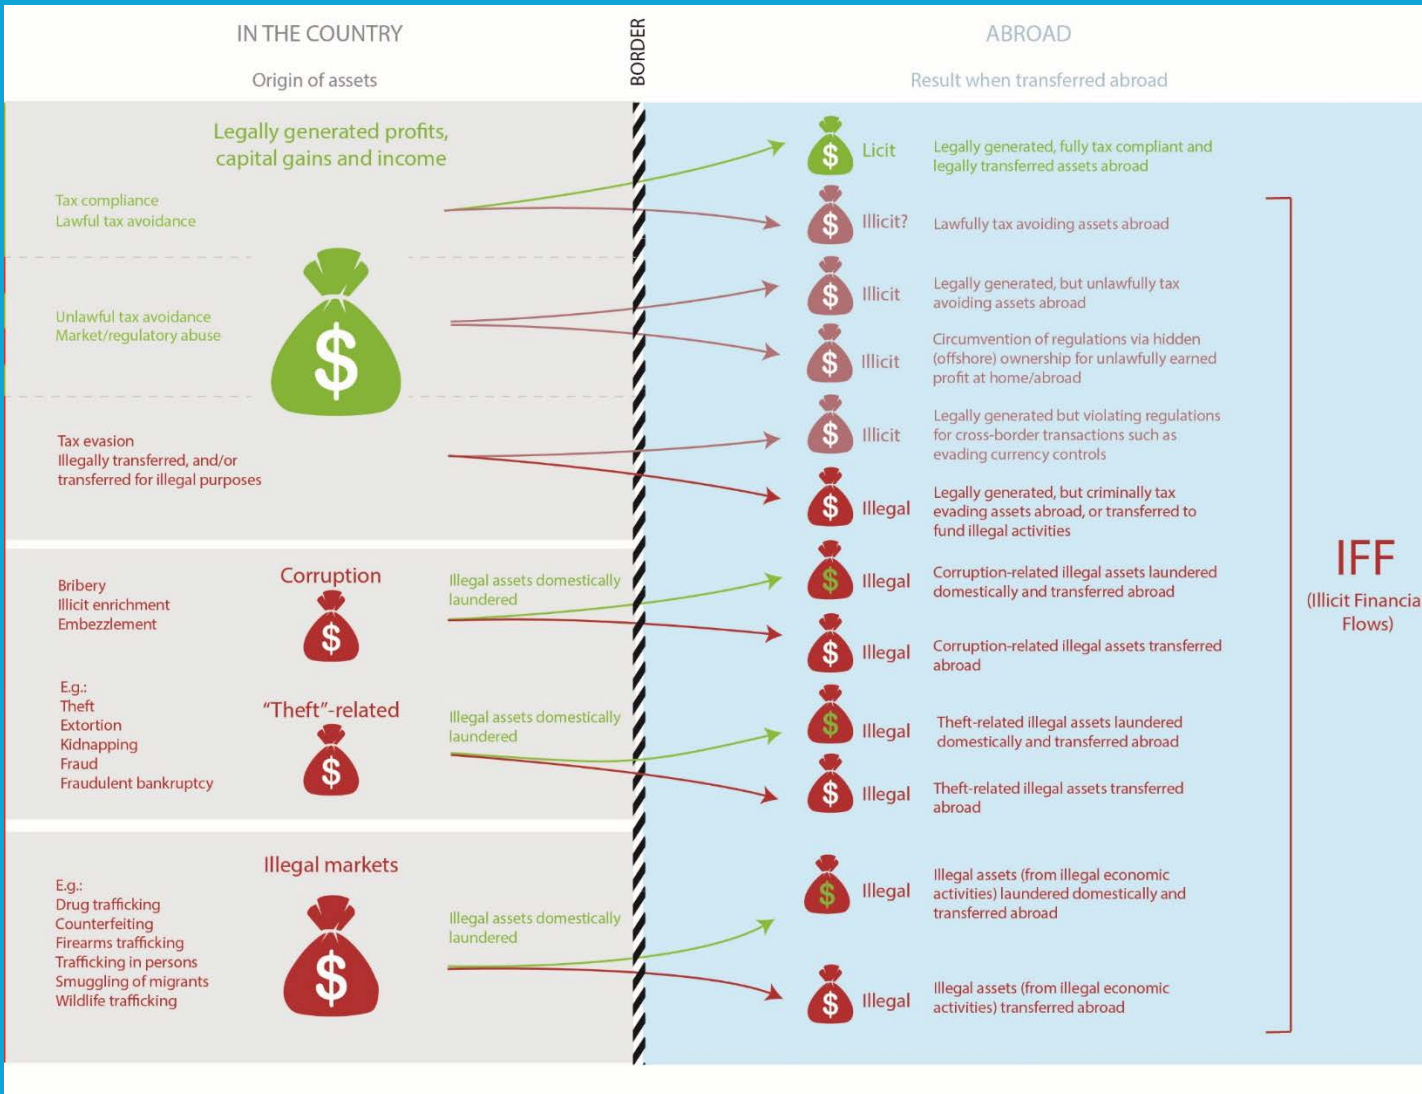 IN THE COUNTRY
Origin of assets
BORDER
ABROAD
Result when transferred abroad
Legally generated profits,
capital gains and income
Tax compliance
Lawful tax avoidance
Unlawful tax avoidance
Market/regulatory abuse
$
Tax evasion
Illegally transferred, and/or
transferred for illegal purposes
$
Licit
Legally generated, fully tax compliant and
legally transferred assets abroad
$
Illicit?
Lawfully tax avoiding assets abroad
$
Illicit
Legally generated, but unlawfully tax
avoiding assets abroad
$
Illicit
Circumvention of regulations via hidden
(offshore) ownership for unlawfully earned
profit at home/abroad
$
Illicit
Legally generated but violating regulations
for cross-border transactions such as
evading currency controls
$
Illegal
Legally generated, but criminally tax
evading assets abroad, or transferred to
fund illegal activities
Bribery
Illicit enrichment
Embezzlement
Corruption
$
Illegal assets domestically
laundered
$
Illegal
Corruption-related illegal assets laundered
domestically and transferred abroad
$
Illegal
Corruption-related illegal assets transferred
abroad
E.g.:
Theft
Extortion
Kidnapping
Fraud
Fraudulent bankruptcy
"Theft"-related
$
Illegal assets domestically
laundered
$
Illegal
Theft-related illegal assets laundered
domestically and transferred abroad
$
Illegal
Theft-related illegal assets transferred
abroad
E.g.:
Drug trafficking
Counterfeiting
Firearms trafficking
Trafficking in persons
Smuggling of migrants
Wildlife trafficking
Illegal markets
$
Illegal assets domestically
laundered
$
Illegal
Illegal assets (from illegal economic
activities) laundered domestically and
transferred abroad
$
Illegal
Illegal assets (from illegal economic
activities) transferred abroad
IFF
(Illicit Financia
Flows)